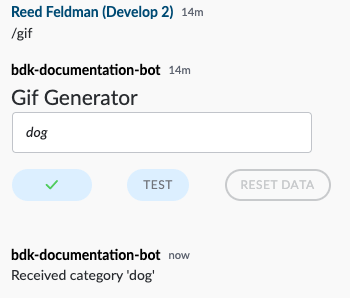 Reed Feldman (Develop 2) 14m
/gif
bdk-documentation-bot 14m
Gif Generator
dog
TEST RESET DATA
bdk-documentation-bot now
Received category 'dog'